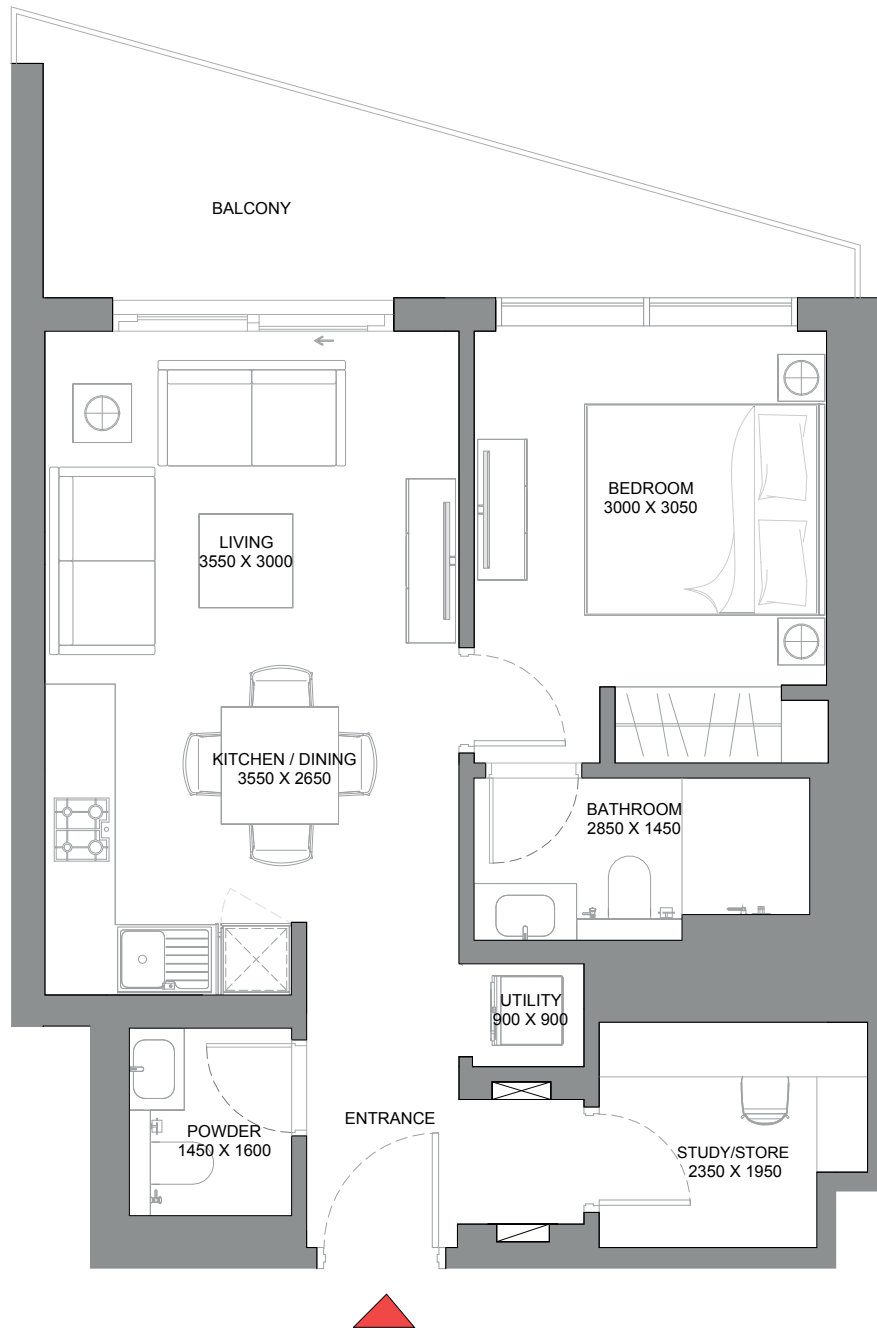 BALCONY
BEDROOM
3000 X 3050
LIVING
3550 X 3000
KITCHEN / DINING
3550 X 2650
BATHROOM
2850 X 1450
UTILITY
900 X 900
ENTRANCE
POWDER
1450 X 1600
STUDY/STORE
2350 X 1950